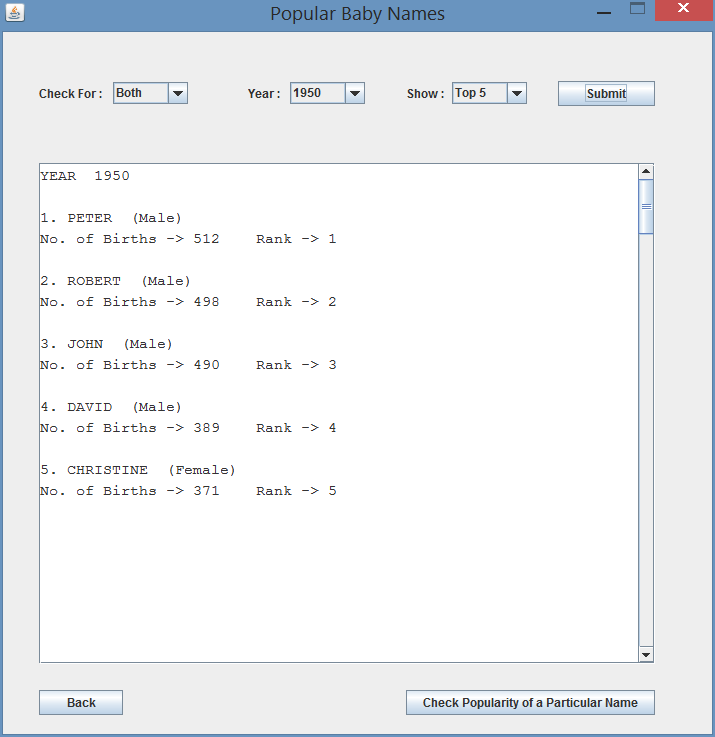 Popular Baby Names
Check For : Both Year : 1950 Show : Top 5 Submit
YEAR  1950
1. PETER  (Male)
No. of Births -> 512    Rank -> 1
2. ROBERT  (Male)
No. of Births -> 498    Rank -> 2
3. JOHN  (Male)
No. of Births -> 490    Rank -> 3
4. DAVID  (Male)
No. of Births -> 389    Rank -> 4
5. CHRISTINE  (Female)
No. of Births -> 371    Rank -> 5
Back Check Popularity of a Particular Name